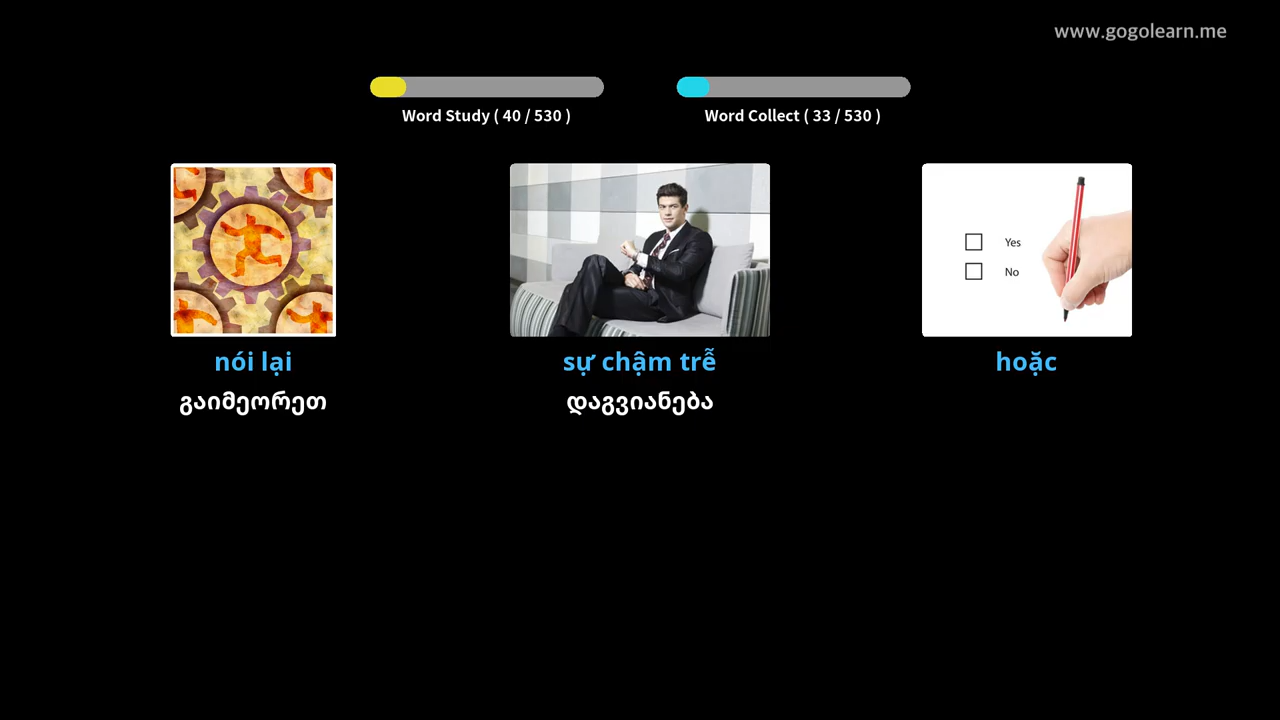 www.gogolearn.me
Word Study ( 40 / 530 )
Word Collect ( 33 / 530 )
Yes
No
nói lại
sự chậm trễ
hoặc
გაიმეორეთ
დაგვიანება